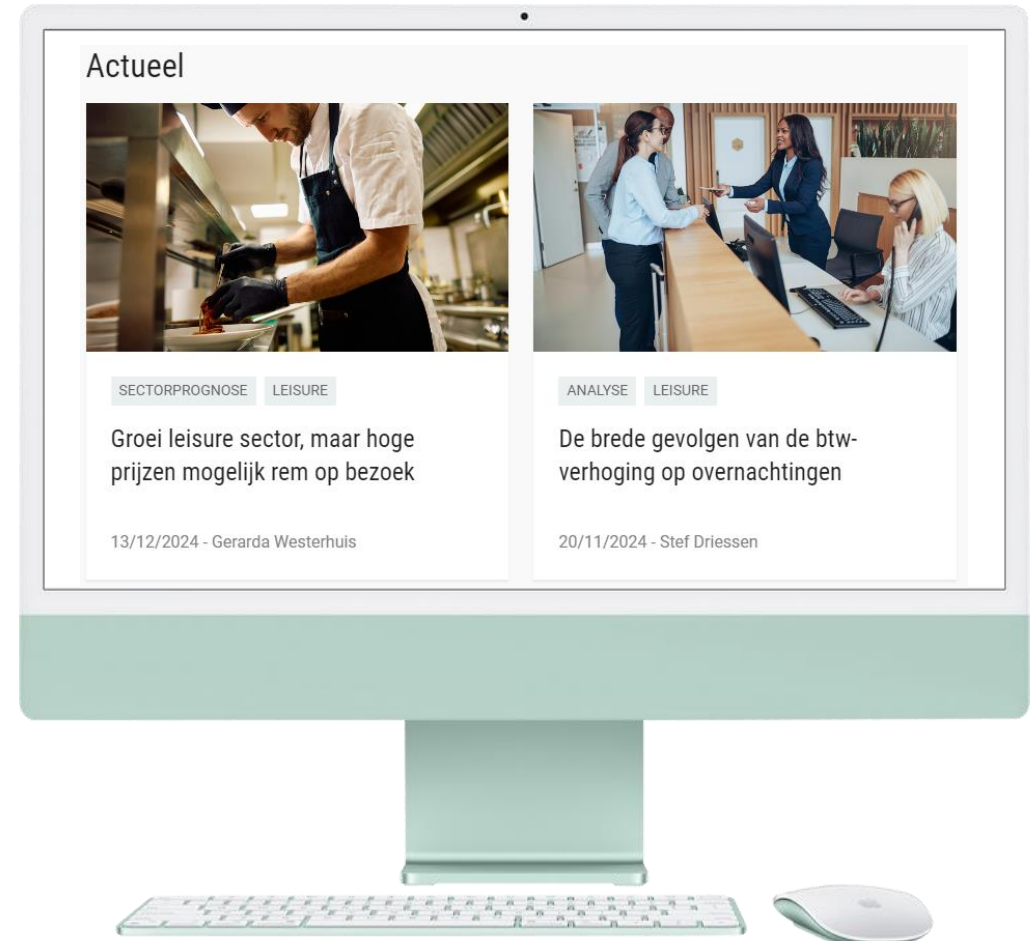 Actueel
SECTORPROGNOSE LEISURE
Groei leisure sector, maar hoge
prijzen mogelijk rem op bezoek
13/12/2024 - Gerarda Westerhuis
ANALYSE LEISURE
De brede gevolgen van de btw-
verhoging op overnachtingen
20/11/2024 - Stef Driessen